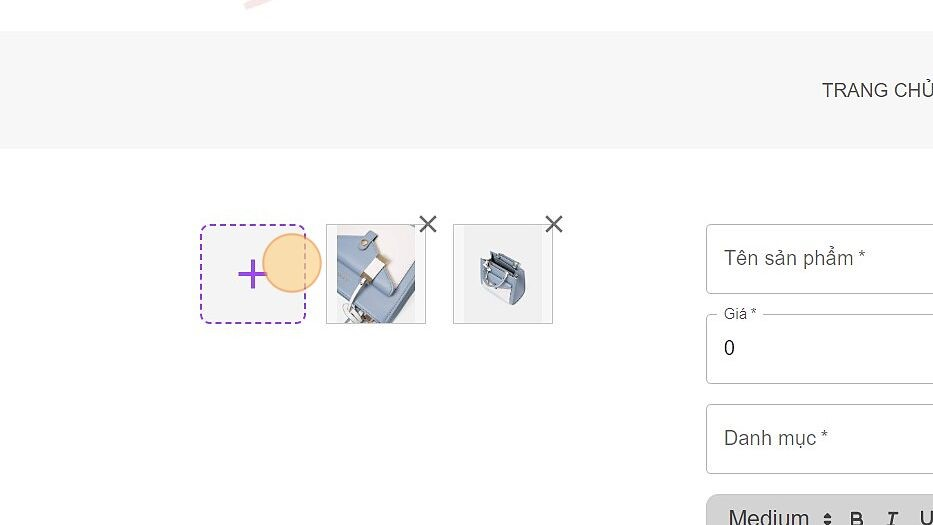 TRANG CHỦ
Tên sản phẩm *
Giá *
0
Danh mục *
Medium B I U